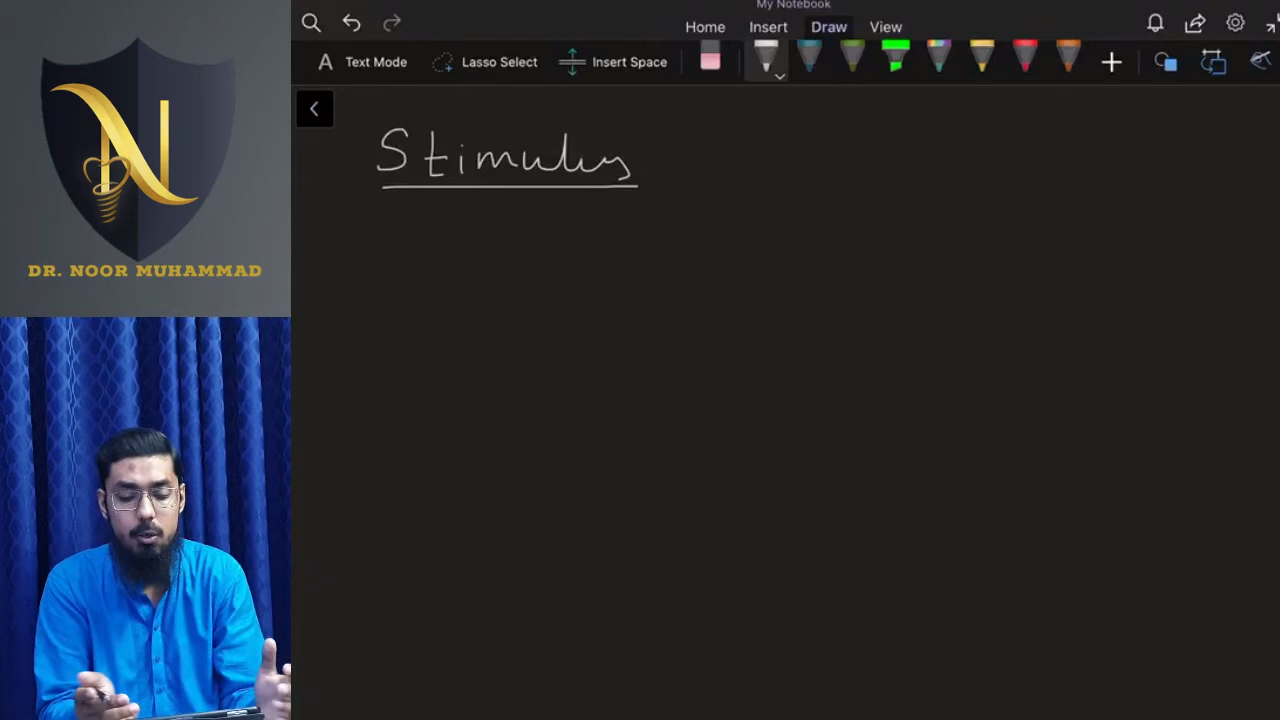 My Notebook
Home Insert Draw View
A Text Mode Lasso Select Insert Space
Stimulus
N
DR. NOOR MUHAMMAD